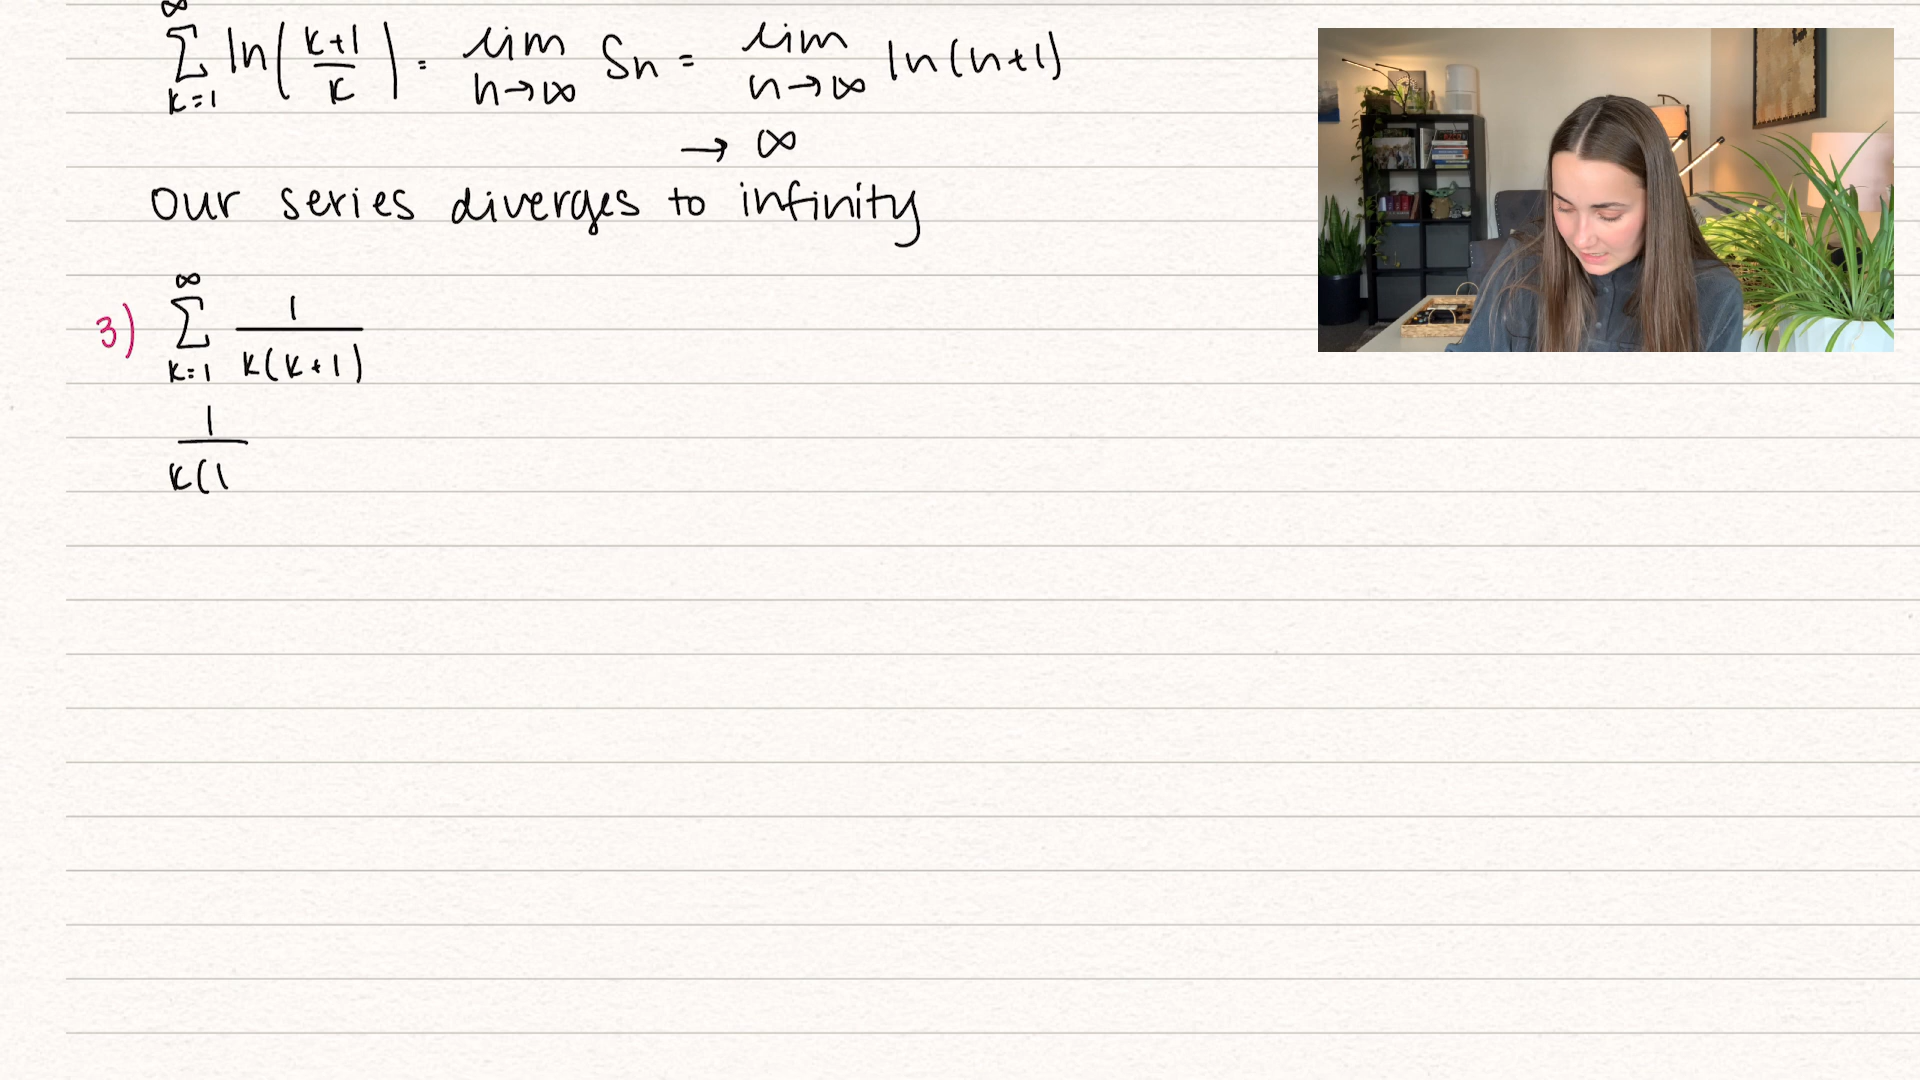 ∞
∑ ln(k+1/k) = lim n→∞ Sn = lim n→∞ ln(n+1)
k=1
→ ∞
our series diverges to infinity
3) ∞ ∑ k=1 1/k(k+1)
1/k(1